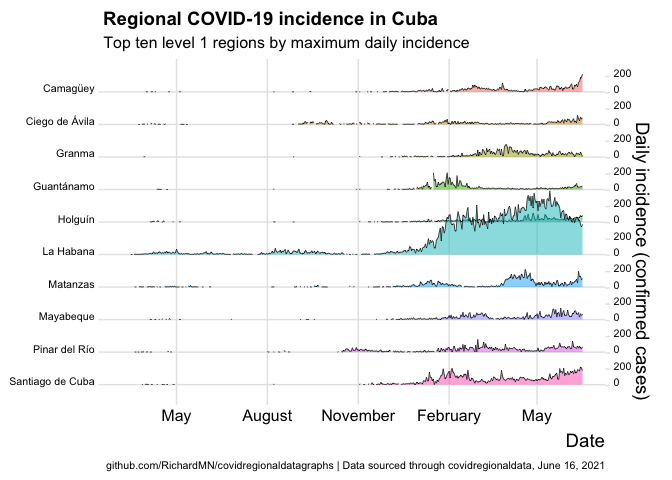 Regional COVID-19 incidence in Cuba
Top ten level 1 regions by maximum daily incidence
Camagüey
Ciego de Ávila
Granma
Guantánamo
Holguín
La Habana
Matanzas
Mayabeque
Pinar del Río
Santiago de Cuba
200
0
200
0
200
0
200
0
200
0
200
0
200
0
200
0
200
0
200
0
Daily incidence (confirmed cases)
May August November February May
Date
github.com/RichardMN/covidregionaldatagraphs | Data sourced through covidregionaldata, June 16, 2021